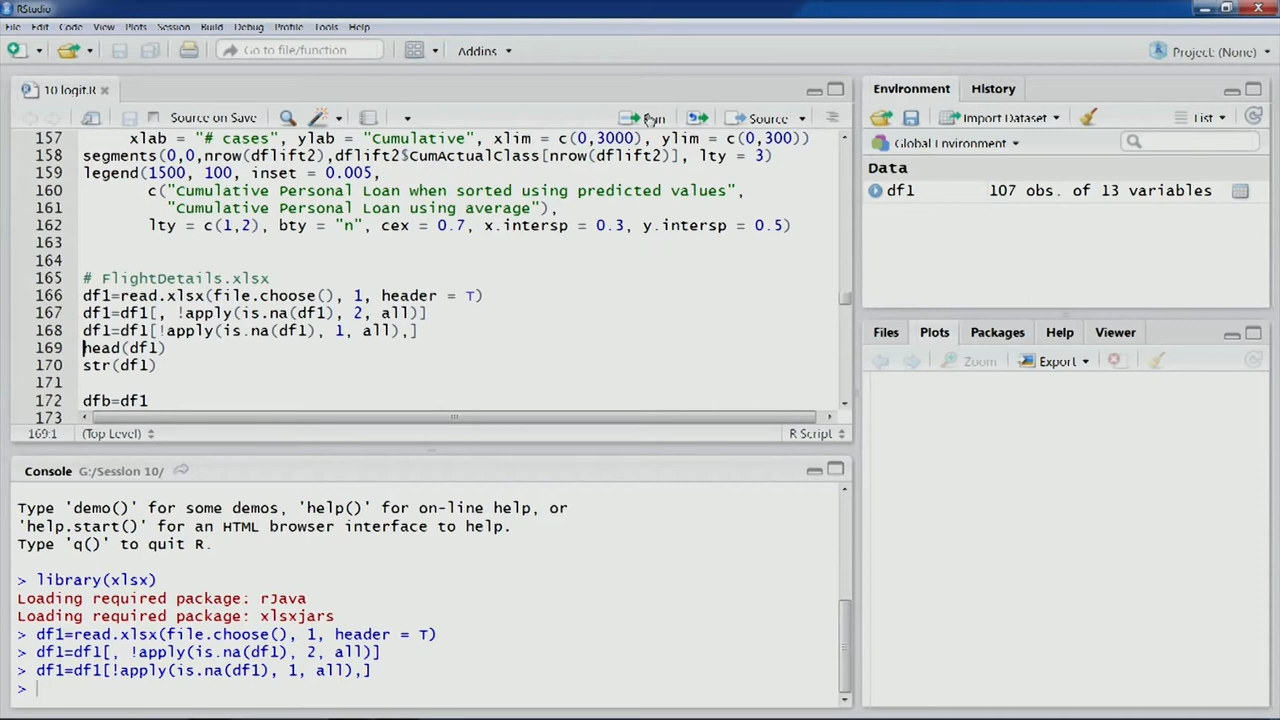 RStudio
File Edit Code View Plots Session Build Debug Profile Tools Help
Go to file/function Addins Project: (None)
10 logit.R
Source on Save Run Source
157 xlab = "# cases", ylab = "Cumulative", xlim = c(0,3000), ylim = c(0,300))
158 segments(0,0,nrow(dflift2),dflift2$CumActualClass[nrow(dflift2)], lty = 3)
159 legend(1500, 100, inset = 0.005,
160 c("Cumulative Personal Loan when sorted using predicted values",
161 "Cumulative Personal Loan using average"),
162 lty = c(1,2), bty = "n", cex = 0.7, x.intersp = 0.3, y.intersp = 0.5)
163
164
165 # FlightDetails.xlsx
166 df1=read.xlsx(file.choose(), 1, header = T)
167 df1=df1[, !apply(is.na(df1), 2, all)]
168 df1=df1[!apply(is.na(df1), 1, all),]
169 head(df1)
170 str(df1)
171
172 dfb=df1
173
169:1 (Top Level) R Script
Console G:/Session 10/
Type 'demo()' for some demos, 'help()' for on-line help, or
'help.start()' for an HTML browser interface to help.
Type 'q()' to quit R.
> library(xlsx)
Loading required package: rJava
Loading required package: xlsxjars
> df1=read.xlsx(file.choose(), 1, header = T)
> df1=df1[, !apply(is.na(df1), 2, all)]
> df1=df1[!apply(is.na(df1), 1, all),]
>
Environment History
Import Dataset List
Global Environment
Data
df1 107 obs. of 13 variables
Files Plots Packages Help Viewer
Zoom Export